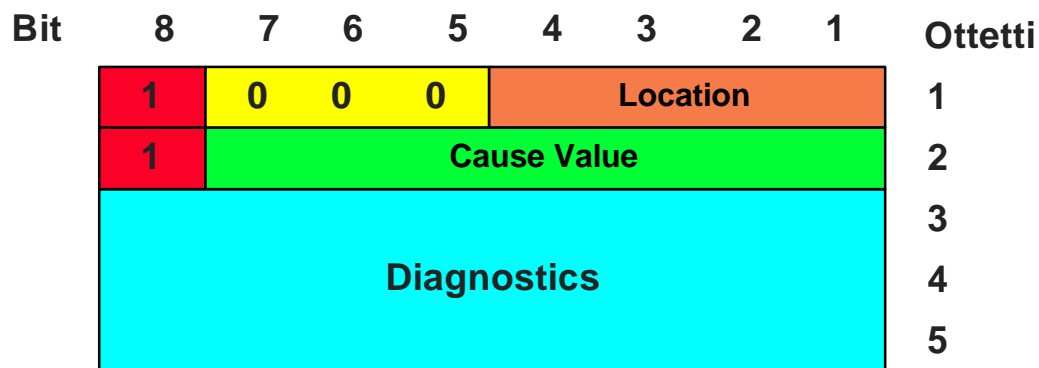 Bit 8 7 6 5 4 3 2 1 Ottetti
1 0 0 0 Location 1
1 Cause Value 2
3
Diagnostics 4
5